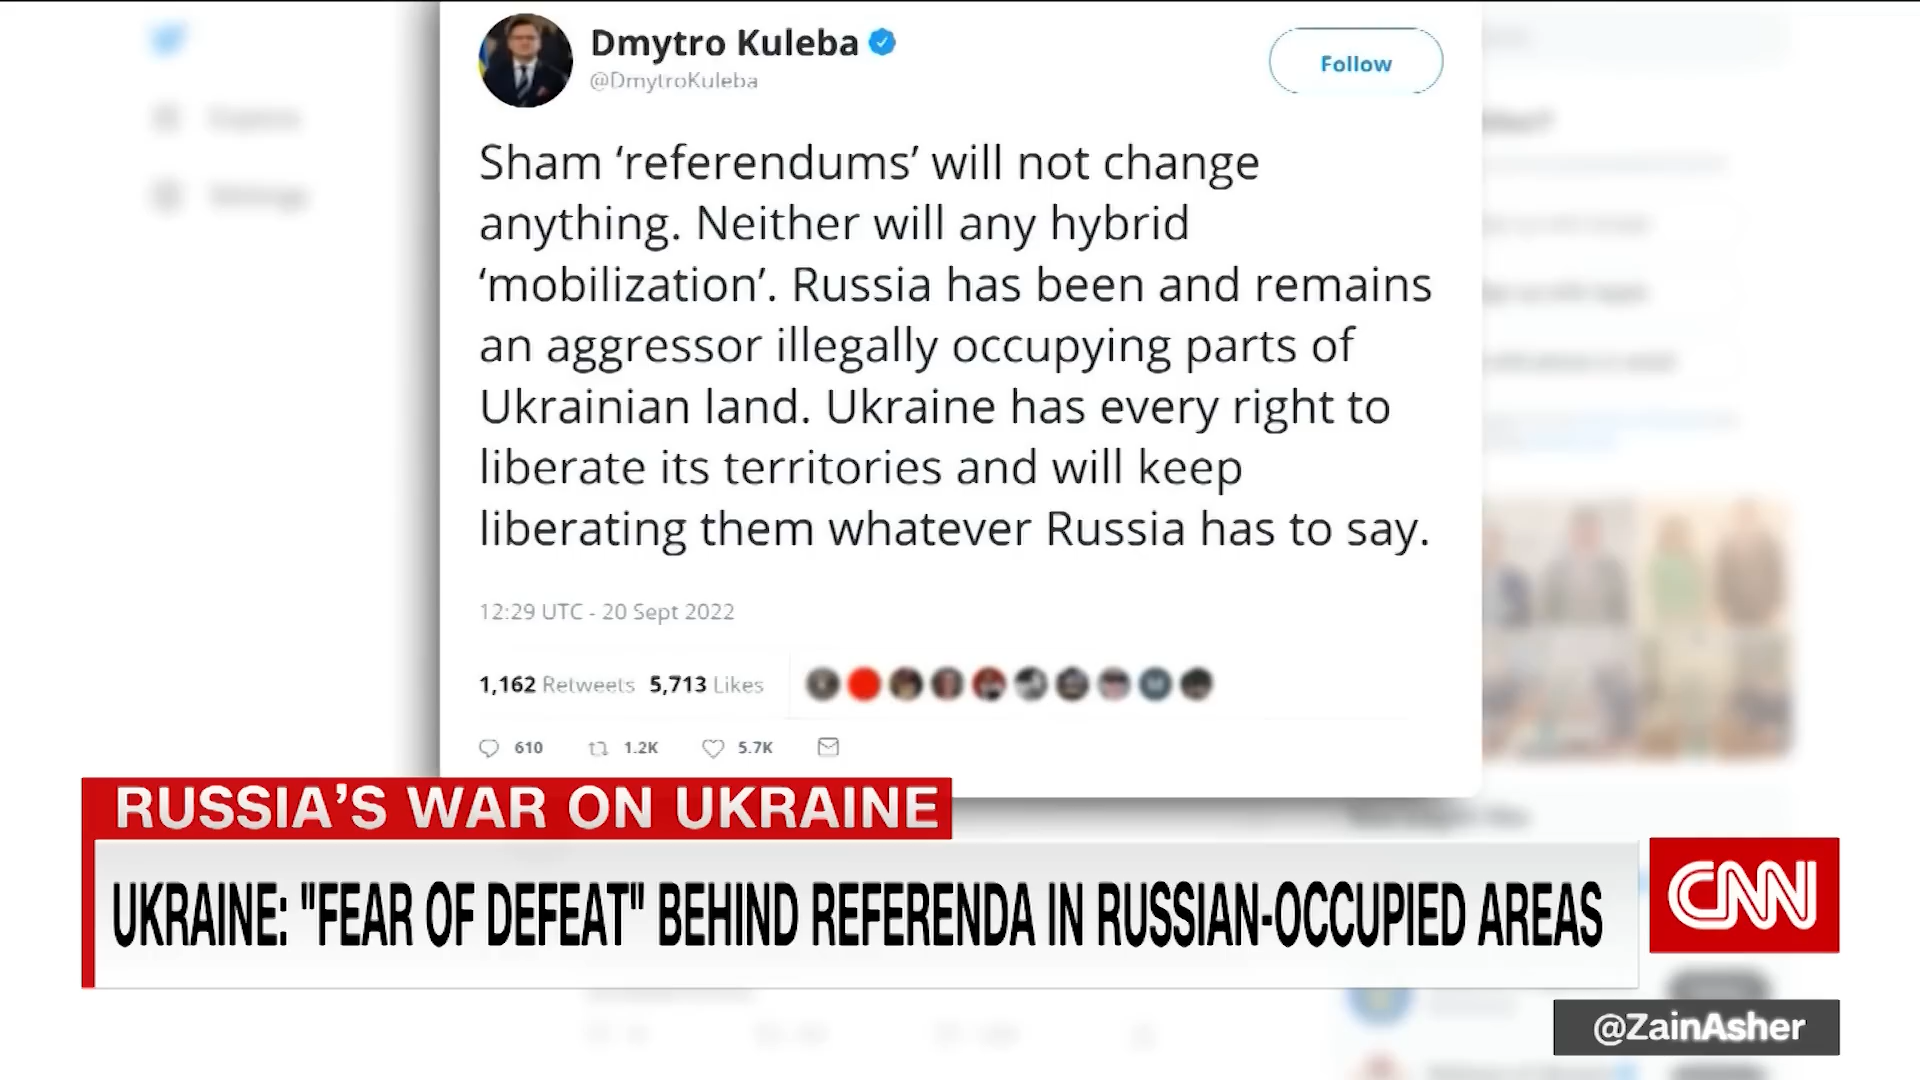 Dmytro Kuleba
@DmytroKuleba
Follow
Sham ‘referendums’ will not change
anything. Neither will any hybrid
‘mobilization’. Russia has been and remains
an aggressor illegally occupying parts of
Ukrainian land. Ukraine has every right to
liberate its territories and will keep
liberating them whatever Russia has to say.
12:29 UTC - 20 Sept 2022
1,162 Retweets 5,713 Likes
610 1.2K 5.7K
RUSSIA’S WAR ON UKRAINE
UKRAINE: "FEAR OF DEFEAT" BEHIND REFERENDA IN RUSSIAN-OCCUPIED AREAS
CNN
@ZainAsher